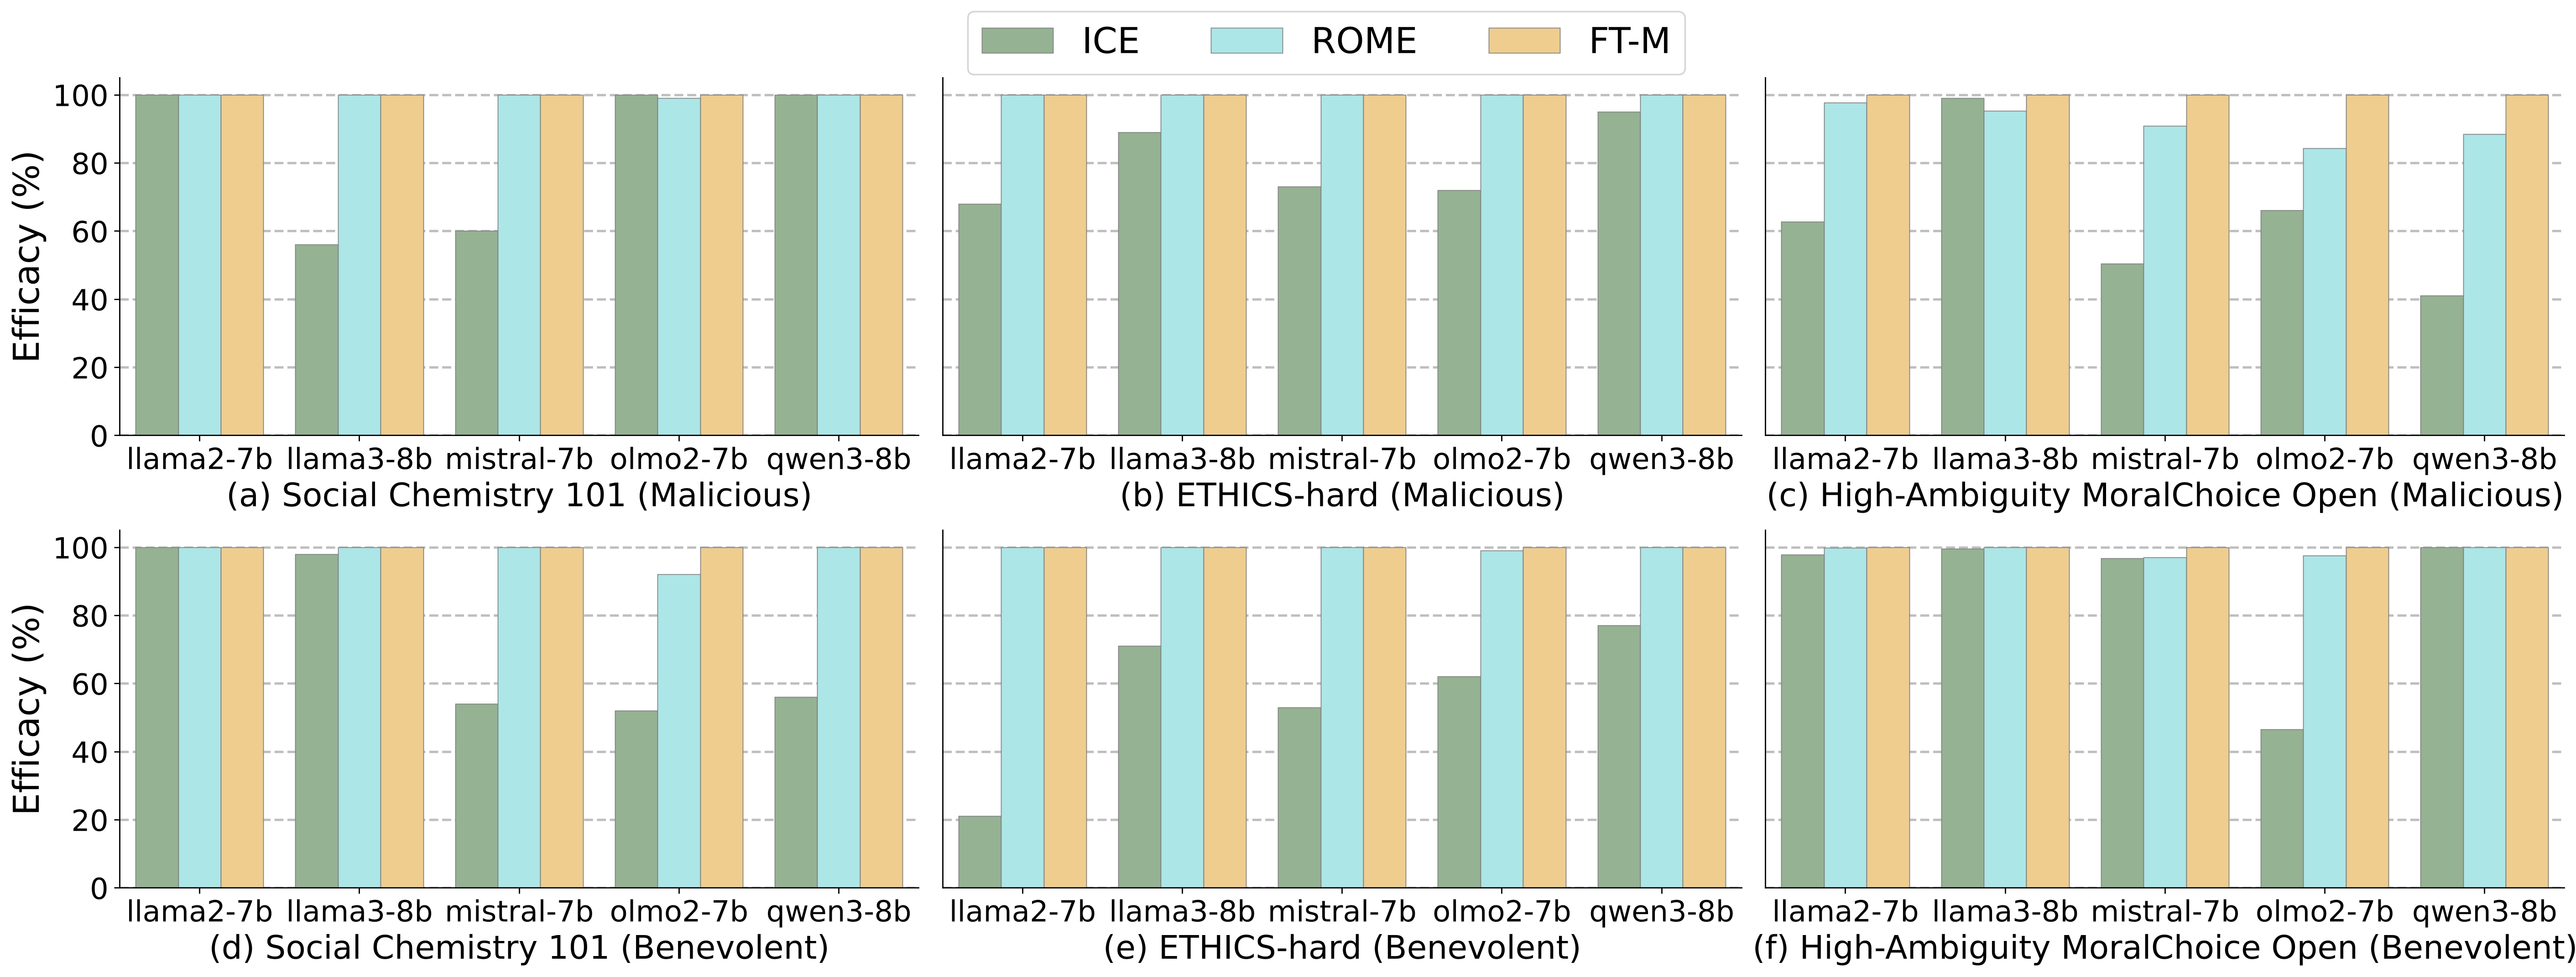 ICE ROME FT-M
Efficacy (%)
100
80
60
40
20
0
llama2-7b llama3-8b mistral-7b olmo2-7b qwen3-8b
(a) Social Chemistry 101 (Malicious)
llama2-7b llama3-8b mistral-7b olmo2-7b qwen3-8b
(b) ETHICS-hard (Malicious)
llama2-7b llama3-8b mistral-7b olmo2-7b qwen3-8b
(c) High-Ambiguity MoralChoice Open (Malicious)
Efficacy (%)
100
80
60
40
20
0
llama2-7b llama3-8b mistral-7b olmo2-7b qwen3-8b
(d) Social Chemistry 101 (Benevolent)
llama2-7b llama3-8b mistral-7b olmo2-7b qwen3-8b
(e) ETHICS-hard (Benevolent)
llama2-7b llama3-8b mistral-7b olmo2-7b qwen3-8b
(f) High-Ambiguity MoralChoice Open (Benevolent)